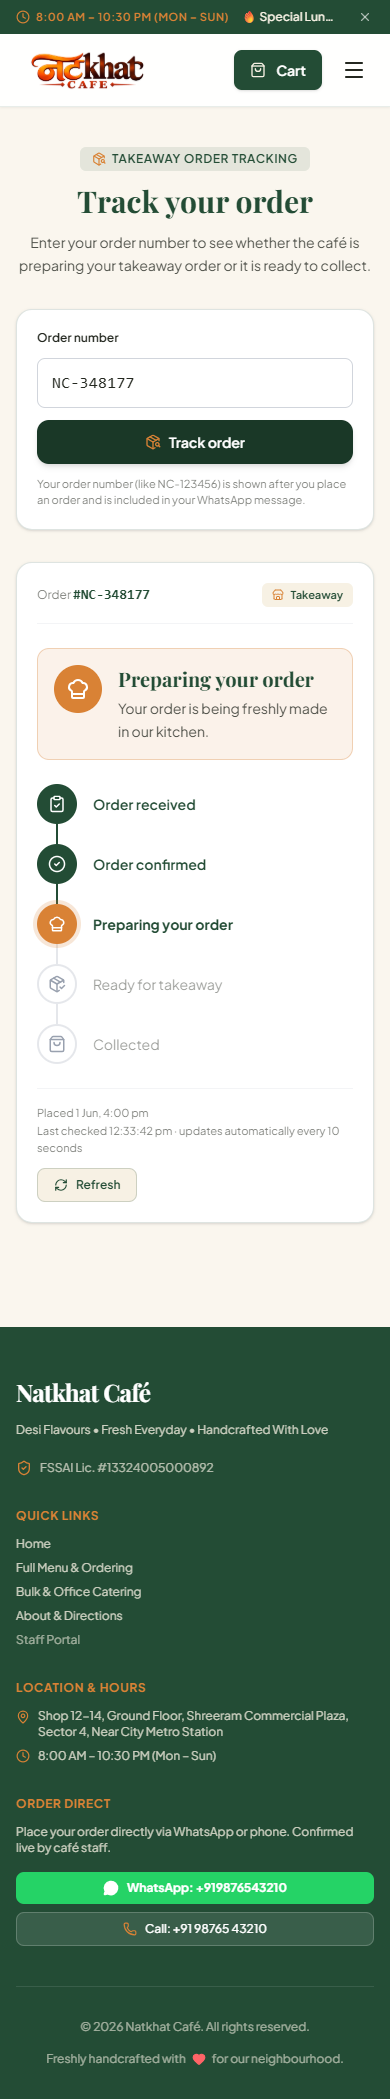 8:00 AM – 10:30 PM (MON – SUN) 🔥 Special Lun...
नटkhat
CAFE
Cart
TAKEAWAY ORDER TRACKING
Track your order
Enter your order number to see whether the café is
preparing your takeaway order or it is ready to collect.
Order number
NC-348177
Track order
Your order number (like NC-123456) is shown after you place
an order and is included in your WhatsApp message.
Order #NC-348177
Takeaway
Preparing your order
Your order is being freshly made
in our kitchen.
Order received
Order confirmed
Preparing your order
Ready for takeaway
Collected
Placed 1 Jun, 4:00 pm
Last checked 12:33:42 pm · updates automatically every 10
seconds
Refresh
Natkhat Café
Desi Flavours • Fresh Everyday • Handcrafted With Love
FSSAI Lic. #13324005000892
QUICK LINKS
Home
Full Menu & Ordering
Bulk & Office Catering
About & Directions
Staff Portal
LOCATION & HOURS
Shop 12–14, Ground Floor, Shreeram Commercial Plaza,
Sector 4, Near City Metro Station
8:00 AM – 10:30 PM (Mon – Sun)
ORDER DIRECT
Place your order directly via WhatsApp or phone. Confirmed
live by café staff.
WhatsApp: +919876543210
Call: +91 98765 43210
© 2026 Natkhat Café. All rights reserved.
Freshly handcrafted with ❤️ for our neighbourhood.